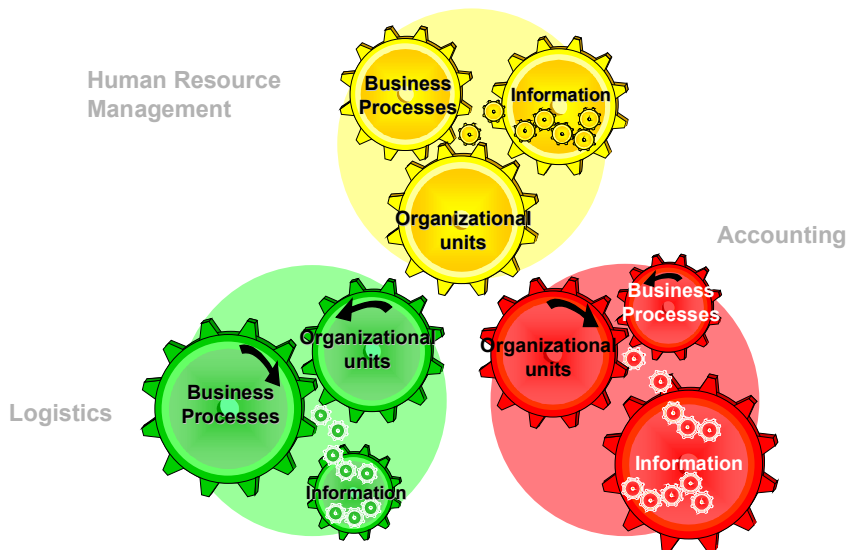 Human Resource
Management
Business
Processes
Information
Organizational
units
Accounting
Business
Processes
Organizational
units
Information
Logistics
Organizational
units
Business
Processes
Information